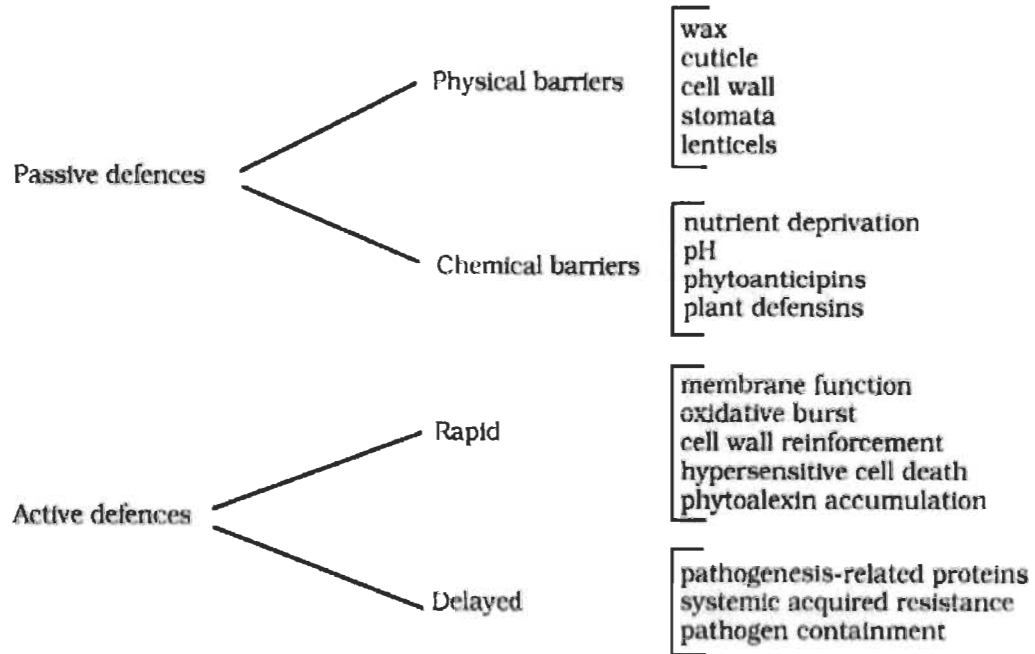 Passive defences
Physical barriers
wax
cuticle
cell wall
stomata
lenticels
Chemical barriers
nutrient deprivation
pH
phytoanticipins
plant defensins
Active defences
Rapid
membrane function
oxidative burst
cell wall reinforcement
hypersensitive cell death
phytoalexin accumulation
Delayed
pathogenesis-related proteins
systemic acquired resistance
pathogen containment